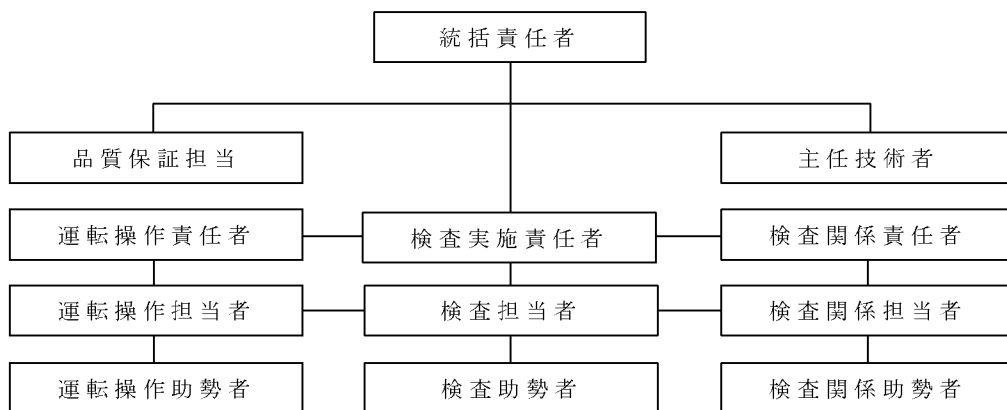 統括責任者
品質保証担当
主任技術者
運転操作責任者
検査実施責任者
検査関係責任者
運転操作担当者
検査担当者
検査関係担当者
運転操作助勢者
検査助勢者
検査関係助勢者